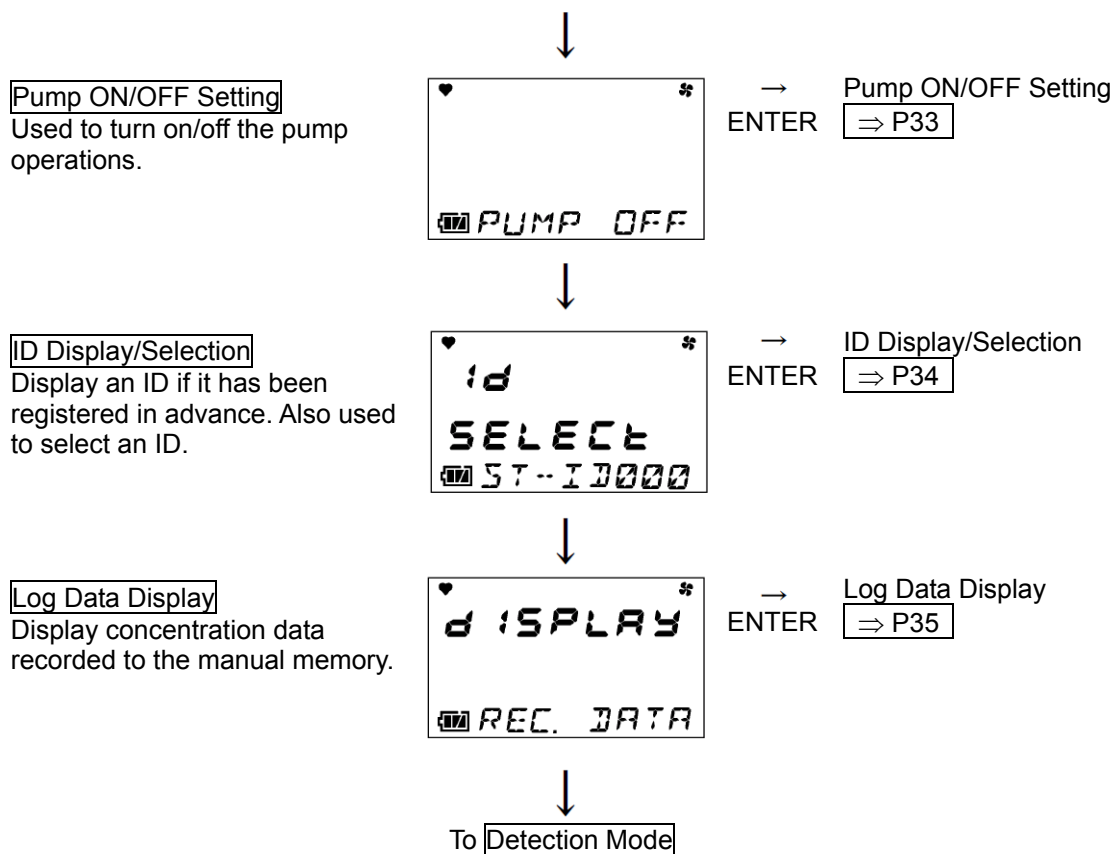 Pump ON/OFF Setting
Used to turn on/off the pump
operations.
PUMP OFF
→
ENTER
Pump ON/OFF Setting
⇒ P33
ID Display/Selection
Display an ID if it has been
registered in advance. Also used
to select an ID.
id
SELECt
ST--ID000
→
ENTER
ID Display/Selection
⇒ P34
Log Data Display
Display concentration data
recorded to the manual memory.
dISPLAY
REC. DATA
→
ENTER
Log Data Display
⇒ P35
To Detection Mode